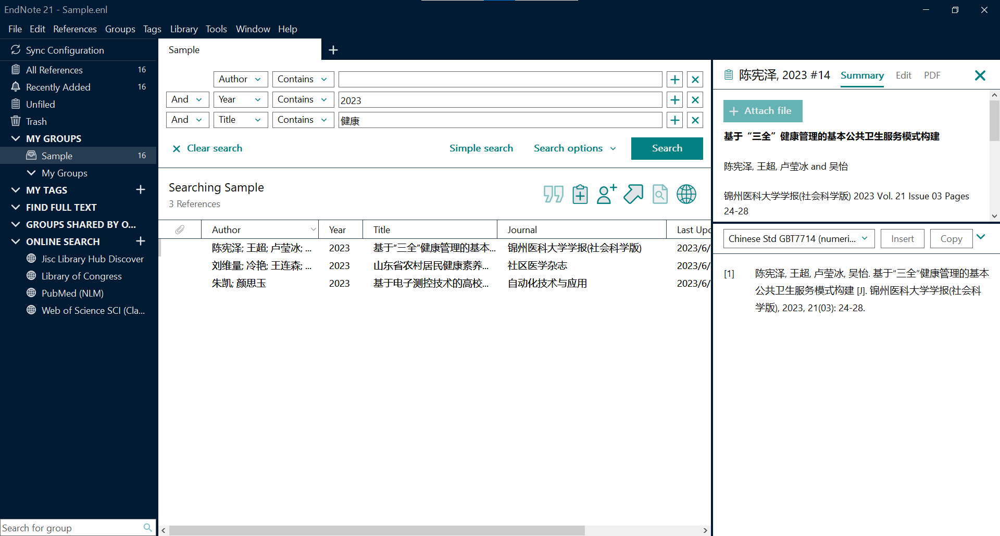 EndNote 21 - Sample.enl
File Edit References Groups Tags Library Tools Window Help
Sync Configuration
All References 16
Recently Added 16
Unfiled
Trash
MY GROUPS
Sample 16
My Groups
MY TAGS
FIND FULL TEXT
GROUPS SHARED BY O...
ONLINE SEARCH
Jisc Library Hub Discover
Library of Congress
PubMed (NLM)
Web of Science SCI (Cla...
Search for group
Sample
Author Contains
And Year Contains 2023
And Title Contains 健康
Clear search Simple search Search options Search
Searching Sample
3 References
Author Year Title Journal Last Upd
陈宪泽; 王超; 卢莹冰; ... 2023 基于“三全”健康管理的基本... 锦州医科大学学报(社会科学版) 2023/6/
刘维量; 冷艳; 王连森; ... 2023 山东省农村居民健康素养... 社区医学杂志 2023/6/
朱凯; 颜思玉 2023 基于电子测控技术的高校... 自动化技术与应用 2023/6/
陈宪泽, 2023 #14 Summary Edit PDF
Attach file
基于“三全”健康管理的基本公共卫生服务模式构建
陈宪泽, 王超, 卢莹冰 and 吴怡
锦州医科大学学报(社会科学版) 2023 Vol. 21 Issue 03 Pages
24-28
Chinese Std GBT7714 (numeri... Insert Copy
[1] 陈宪泽, 王超, 卢莹冰, 吴怡. 基于“三全”健康管理的基本
公共卫生服务模式构建 [J]. 锦州医科大学学报(社会科
学版), 2023, 21(03): 24-28.